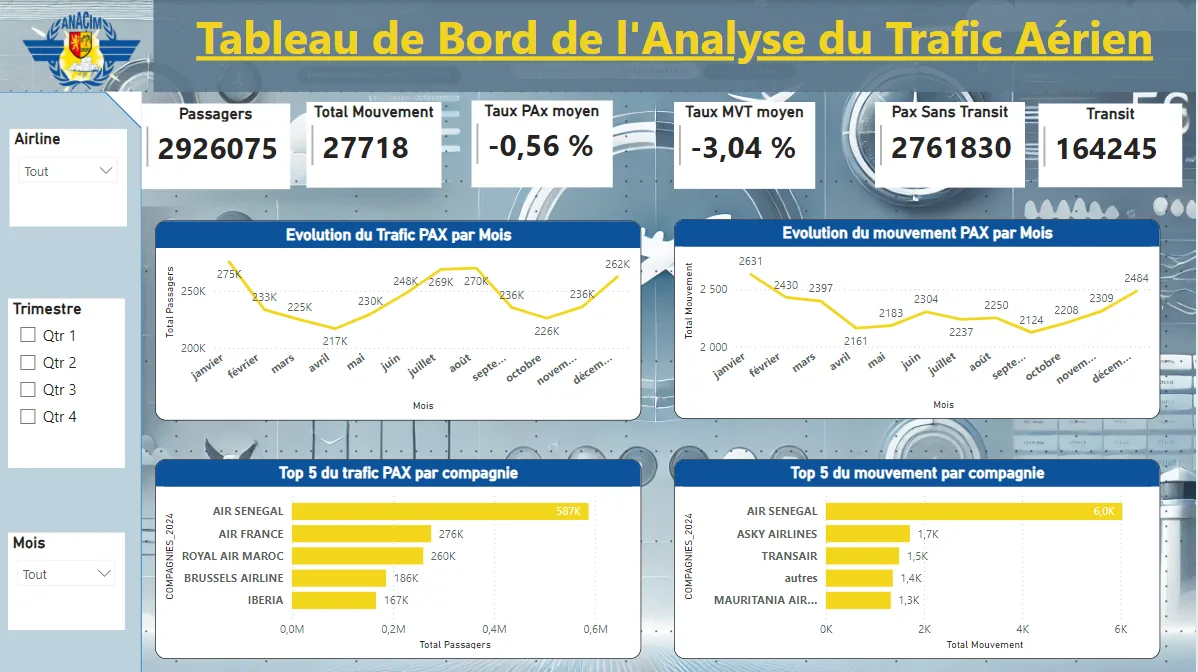 ANACIM
Tableau de Bord de l'Analyse du Trafic Aérien
Airline
Tout
Trimestre
Qtr 1
Qtr 2
Qtr 3
Qtr 4
Mois
Tout
Passagers
2926075
Total Mouvement
27718
Taux PAx moyen
-0,56 %
Taux MVT moyen
-3,04 %
Pax Sans Transit
2761830
Transit
164245
Evolution du Trafic PAX par Mois
Total Passagers
250K
200K
275K
233K
225K
217K
230K
248K
269K
270K
236K
226K
236K
262K
janvier
février
mars
avril
mai
juin
juillet
août
septe...
octobre
novem...
décem...
Mois
Evolution du mouvement PAX par Mois
Total Mouvement
2 500
2 000
2631
2430
2397
2161
2183
2304
2237
2250
2124
2208
2309
2484
janvier
février
mars
avril
mai
juin
juillet
août
septe...
octobre
novem...
décem...
Mois
Top 5 du trafic PAX par compagnie
COMPAGNIES_2024
AIR SENEGAL 587K
AIR FRANCE 276K
ROYAL AIR MAROC 260K
BRUSSELS AIRLINE 186K
IBERIA 167K
0,0M 0,2M 0,4M 0,6M
Total Passagers
Top 5 du mouvement par compagnie
COMPAGNIES_2024
AIR SENEGAL 6,0K
ASKY AIRLINES 1,7K
TRANSAIR 1,5K
autres 1,4K
MAURITANIA AIR... 1,3K
0K 2K 4K 6K
Total Mouvement